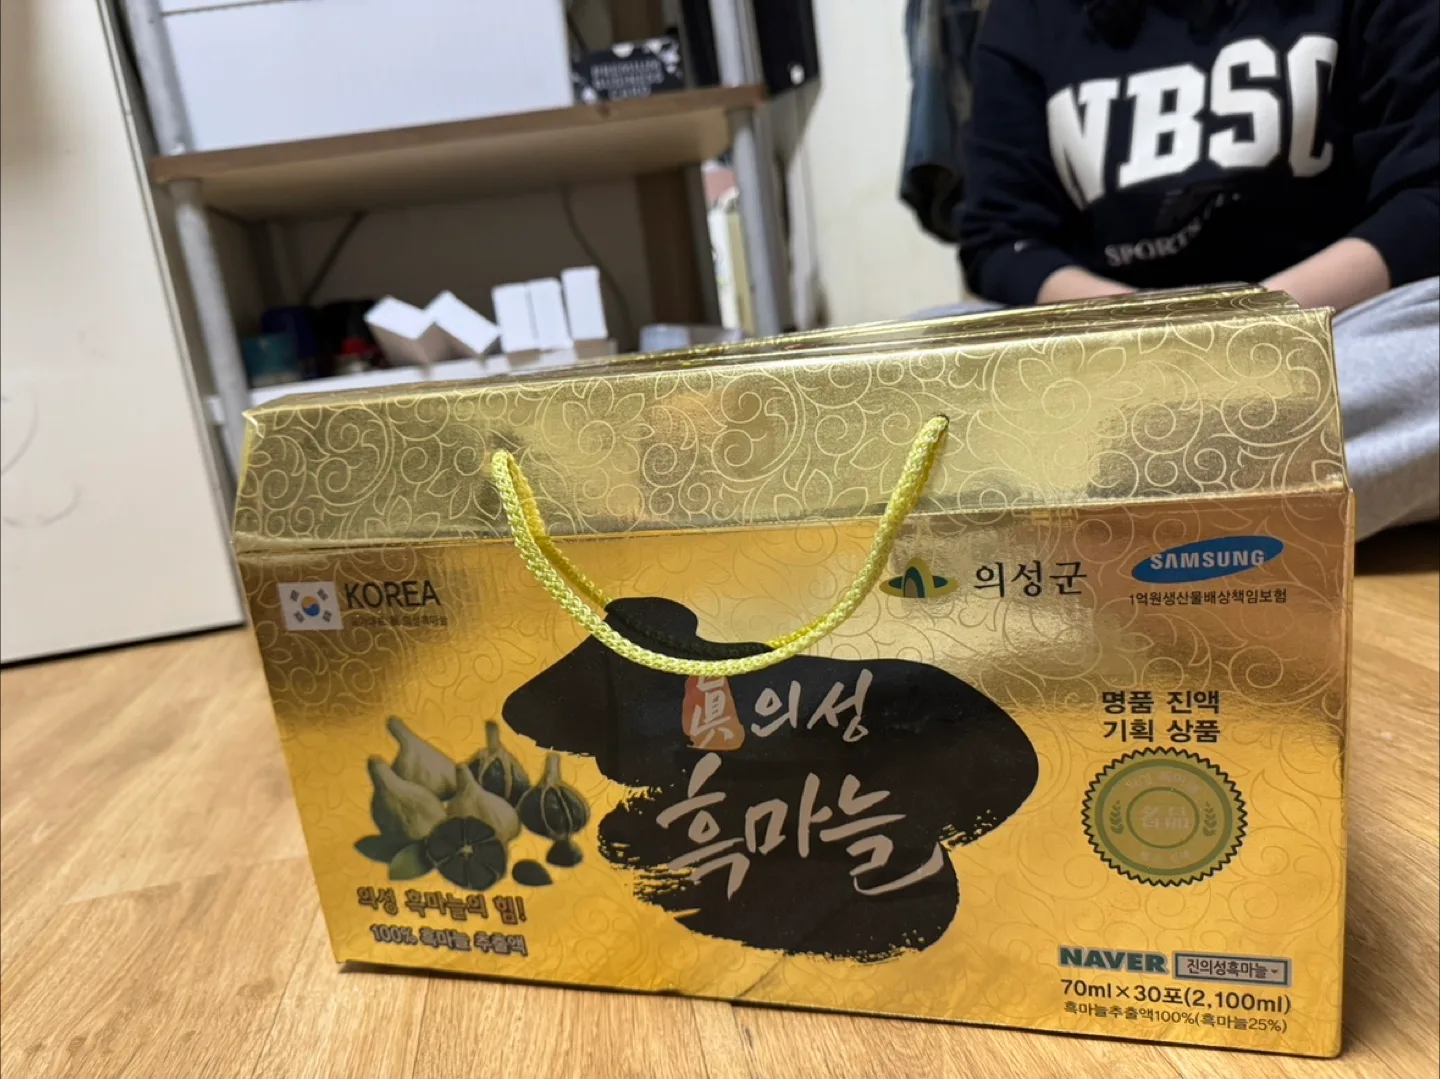 PREMIUM
BUSINESS
CARD
NBSC
SPORTS
KOREA
의성군
SAMSUNG
1억원생산물배상책임보험
眞의성
흑마늘
명품 진액
기획 상품
의성 흑마늘의 힘!
100% 흑마늘 추출액
NAVER 진의성흑마늘
70ml×30포(2,100ml)
흑마늘추출액100%(흑마늘25%)